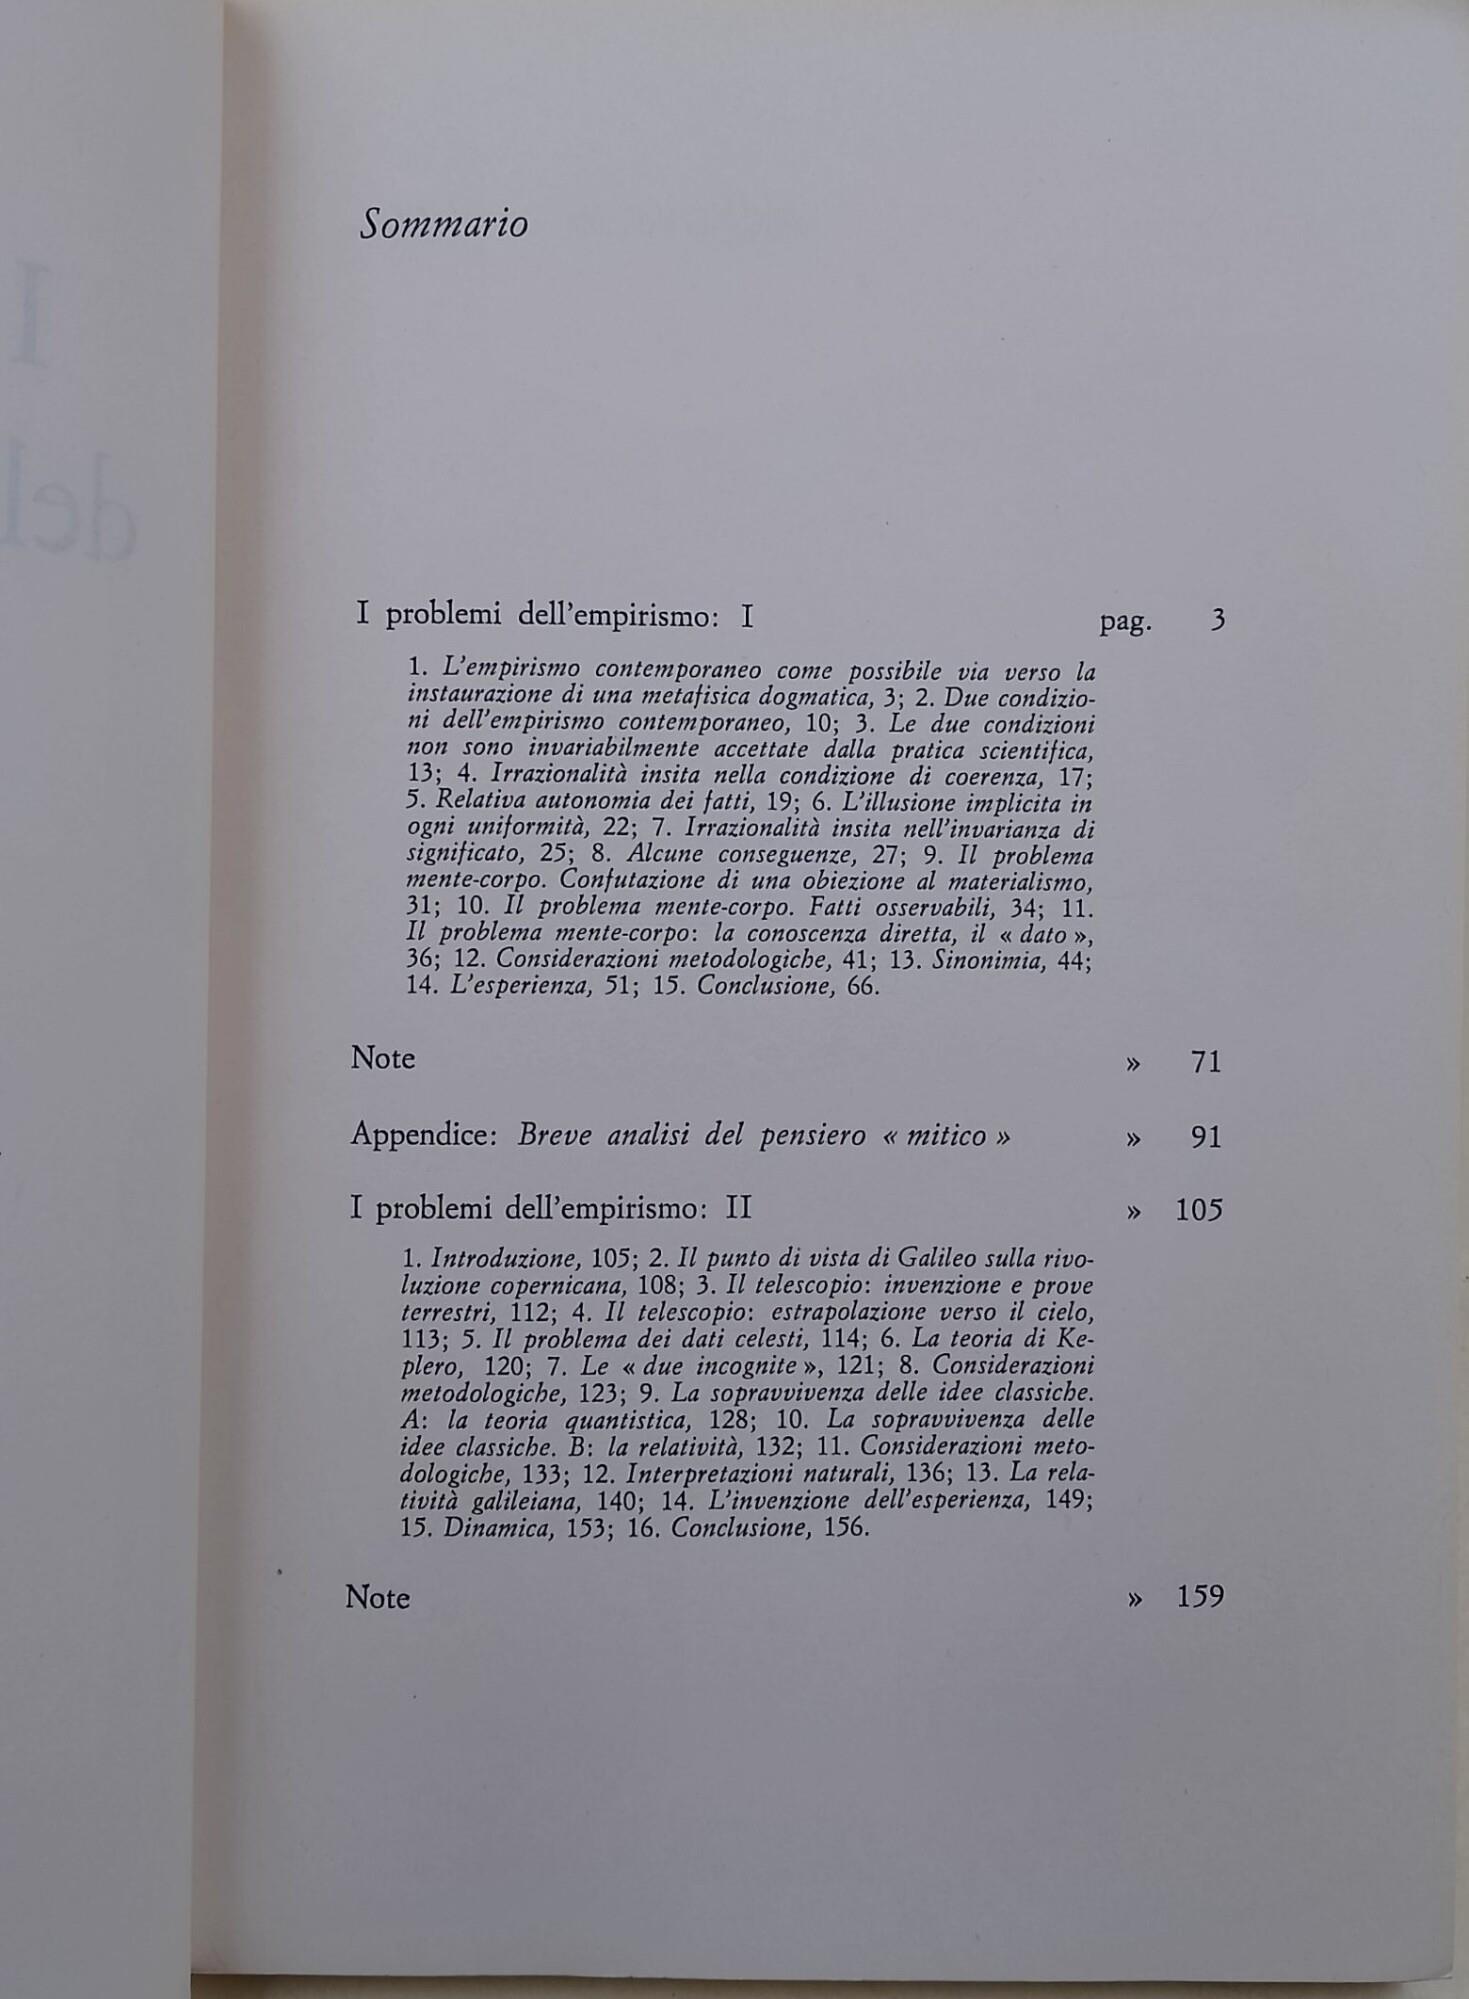 Sommario
I problemi dell'empirismo: I pag. 3
1. L'empirismo contemporaneo come possibile via verso la
instaurazione di una metafisica dogmatica, 3; 2. Due condizio-
ni dell'empirismo contemporaneo, 10; 3. Le due condizioni
non sono invariabilmente accettate dalla pratica scientifica,
13; 4. Irrazionalità insita nella condizione di coerenza, 17;
5. Relativa autonomia dei fatti, 19; 6. L'illusione implicita in
ogni uniformità, 22; 7. Irrazionalità insita nell'invarianza di
significato, 25; 8. Alcune conseguenze, 27; 9. Il problema
mente-corpo. Confutazione di una obiezione al materialismo,
31; 10. Il problema mente-corpo. Fatti osservabili, 34; 11.
Il problema mente-corpo: la conoscenza diretta, il « dato »,
36; 12. Considerazioni metodologiche, 41; 13. Sinonimia, 44;
14. L'esperienza, 51; 15. Conclusione, 66.
Note » 71
Appendice: Breve analisi del pensiero « mitico » » 91
I problemi dell'empirismo: II » 105
1. Introduzione, 105; 2. Il punto di vista di Galileo sulla rivo-
luzione copernicana, 108; 3. Il telescopio: invenzione e prove
terrestri, 112; 4. Il telescopio: estrapolazione verso il cielo,
113; 5. Il problema dei dati celesti, 114; 6. La teoria di Ke-
plero, 120; 7. Le « due incognite », 121; 8. Considerazioni
metodologiche, 123; 9. La sopravvivenza delle idee classiche.
A: la teoria quantistica, 128; 10. La sopravvivenza delle
idee classiche. B: la relatività, 132; 11. Considerazioni meto-
dologiche, 133; 12. Interpretazioni naturali, 136; 13. La rela-
tività galileiana, 140; 14. L'invenzione dell'esperienza, 149;
15. Dinamica, 153; 16. Conclusione, 156.
Note » 159